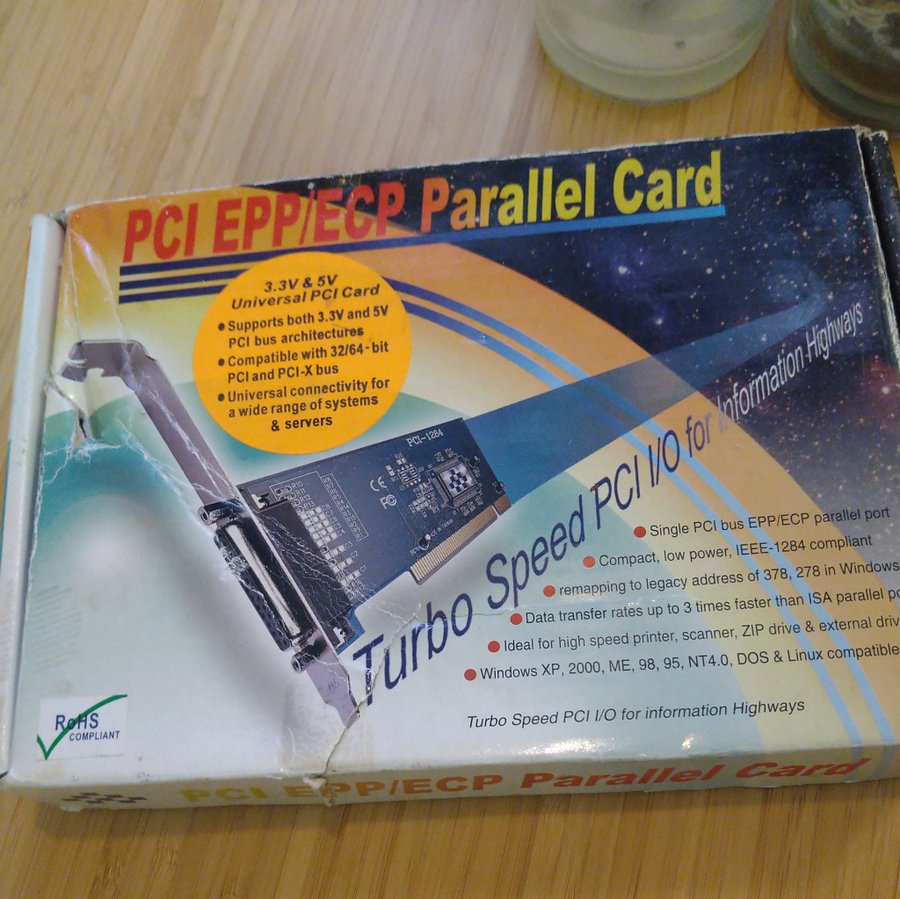 PCI EPP/ECP Parallel Card
3.3V & 5V
Universal PCI Card
Supports both 3.3V and 5V
PCI bus architectures
Compatible with 32/64-bit
PCI and PCI-X bus
Universal connectivity for
a wide range of systems
& servers
PCI-1284
CE
FC
Turbo Speed PCI I/O for Information Highways
Single PCI bus EPP/ECP parallel port
Compact, low power, IEEE-1284 compliant
remapping to legacy address of 378, 278 in Windows
Data transfer rates up to 3 times faster than ISA parallel po
Ideal for high speed printer, scanner, ZIP drive & external driv
Windows XP, 2000, ME, 98, 95, NT4.0, DOS & Linux compatible
Turbo Speed PCI I/O for information Highways
RoHS
COMPLIANT
PCI EPP/ECP Parallel Card